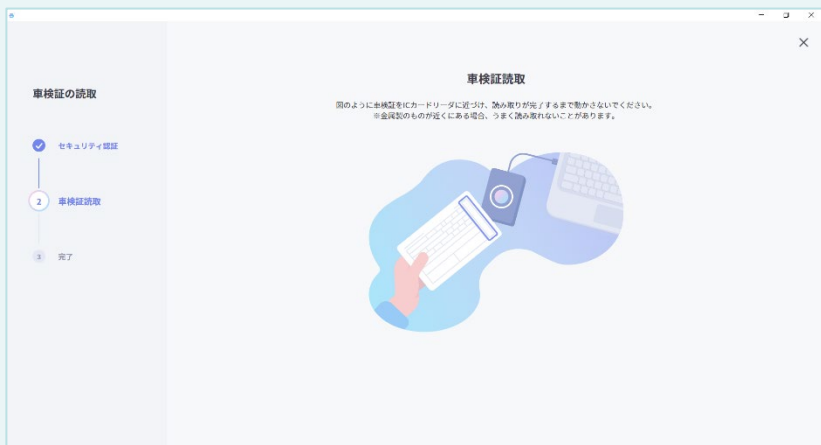 車検証の読取
セキュリティ認証
2 車検証読取
3 完了
車検証読取
図のように車検証をICカードリーダに近づけ、読み取りが完了するまで動かさないでください。
※金属製のものが近くにある場合、うまく読み取れないことがあります。